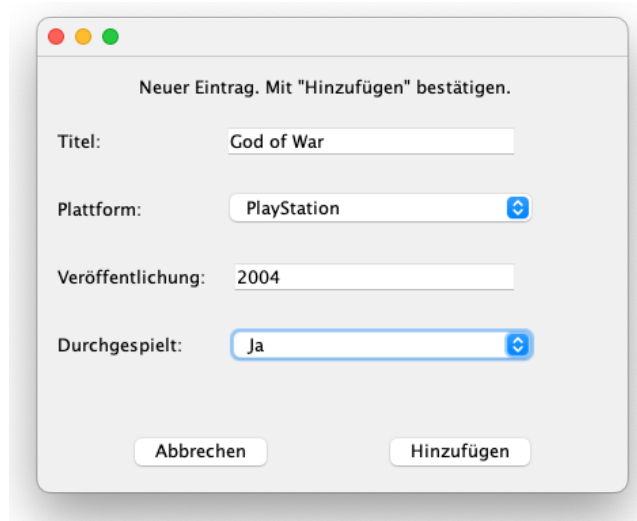 Neuer Eintrag. Mit "Hinzufügen" bestätigen.
Titel: God of War
Plattform: PlayStation
Veröffentlichung: 2004
Durchgespielt: Ja
Abbrechen Hinzufügen